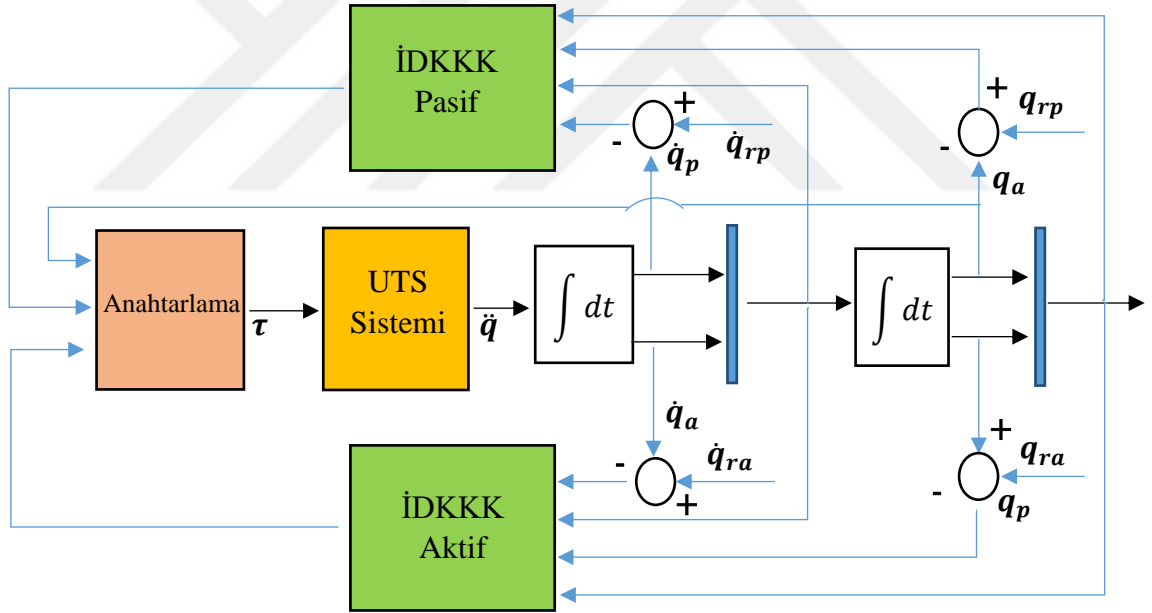 İDKKK
Pasif
+
q̇_rp
-
q̇_p
+
q_rp
-
q_a
Anahtarlama
τ
UTS
Sistemi
q̈
∫ dt
∫ dt
q̇_a
-
q̇_ra
+
İDKKK
Aktif
+
q_ra
-
q_p